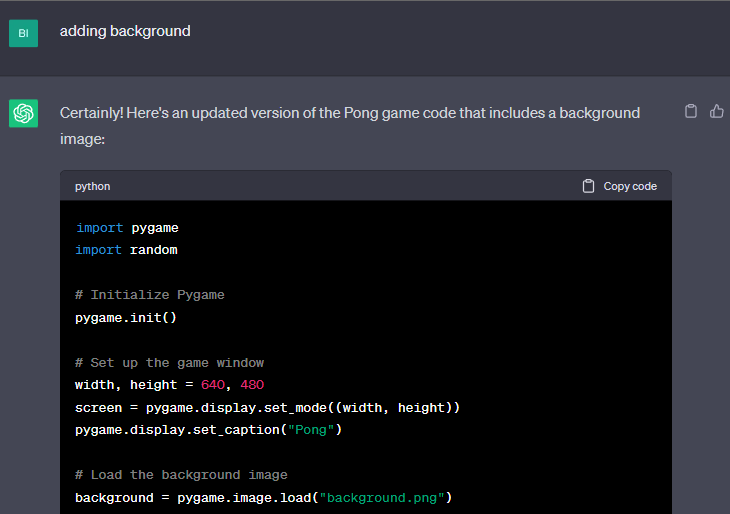 BI
adding background
Certainly! Here's an updated version of the Pong game code that includes a background
image:
python
Copy code
import pygame
import random
# Initialize Pygame
pygame.init()
# Set up the game window
width, height = 640, 480
screen = pygame.display.set_mode((width, height))
pygame.display.set_caption("Pong")
# Load the background image
background = pygame.image.load("background.png")